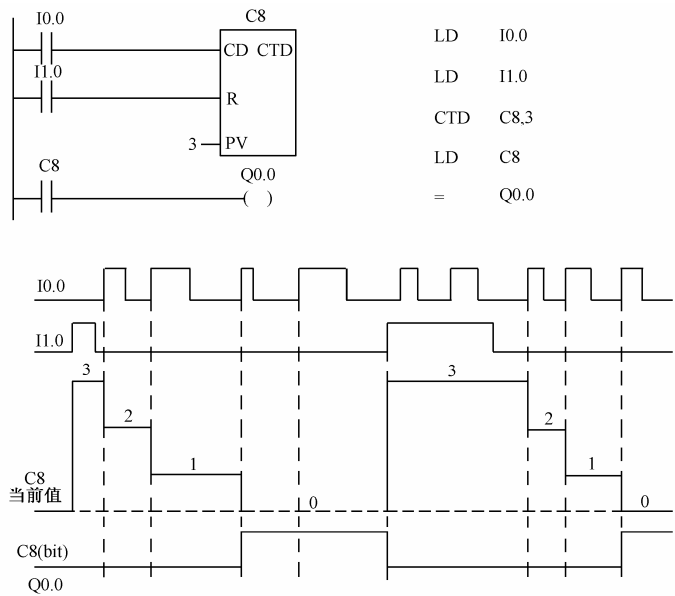 I0.0
C8
CD CTD
I1.0
R
3
PV
C8
Q0.0
( )
LD I0.0
LD I1.0
CTD C8,3
LD C8
= Q0.0
I0.0
I1.0
3
3
2
2
1
1
C8
当前值
0
0
C8(bit)
Q0.0